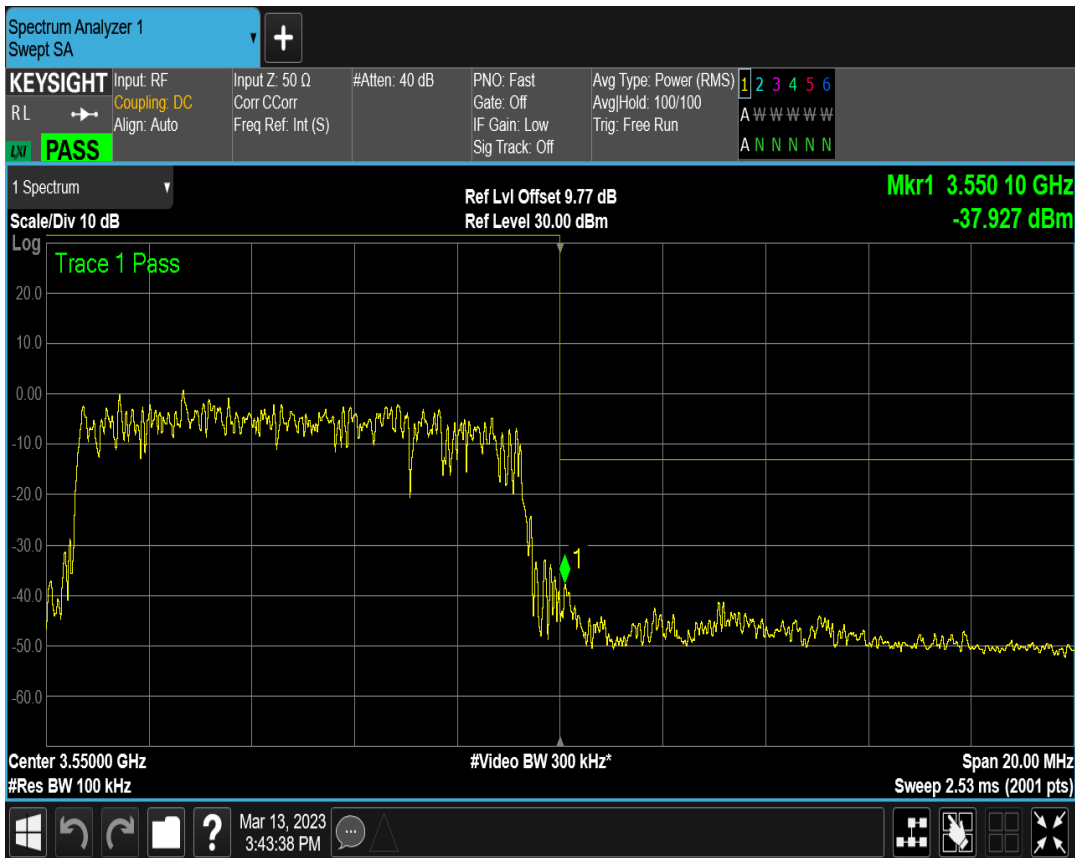 Spectrum Analyzer 1
Swept SA
+
KEYSIGHT
R L
LXI PASS
Input: RF
Coupling: DC
Align: Auto
Input Z: 50 Ω
Corr CCorr
Freq Ref: Int (S)
#Atten: 40 dB
PNO: Fast
Gate: Off
IF Gain: Low
Sig Track: Off
Avg Type: Power (RMS)
Avg|Hold: 100/100
Trig: Free Run
1 2 3 4 5 6
A W W W W W
A N N N N N
1 Spectrum
Scale/Div 10 dB
Ref Lvl Offset 9.77 dB
Ref Level 30.00 dBm
Mkr1 3.550 10 GHz
-37.927 dBm
Log
Trace 1 Pass
20.0
10.0
0.00
-10.0
-20.0
-30.0
-40.0
-50.0
-60.0
1
Center 3.55000 GHz
#Res BW 100 kHz
#Video BW 300 kHz*
Span 20.00 MHz
Sweep 2.53 ms (2001 pts)
?
Mar 13, 2023
3:43:38 PM